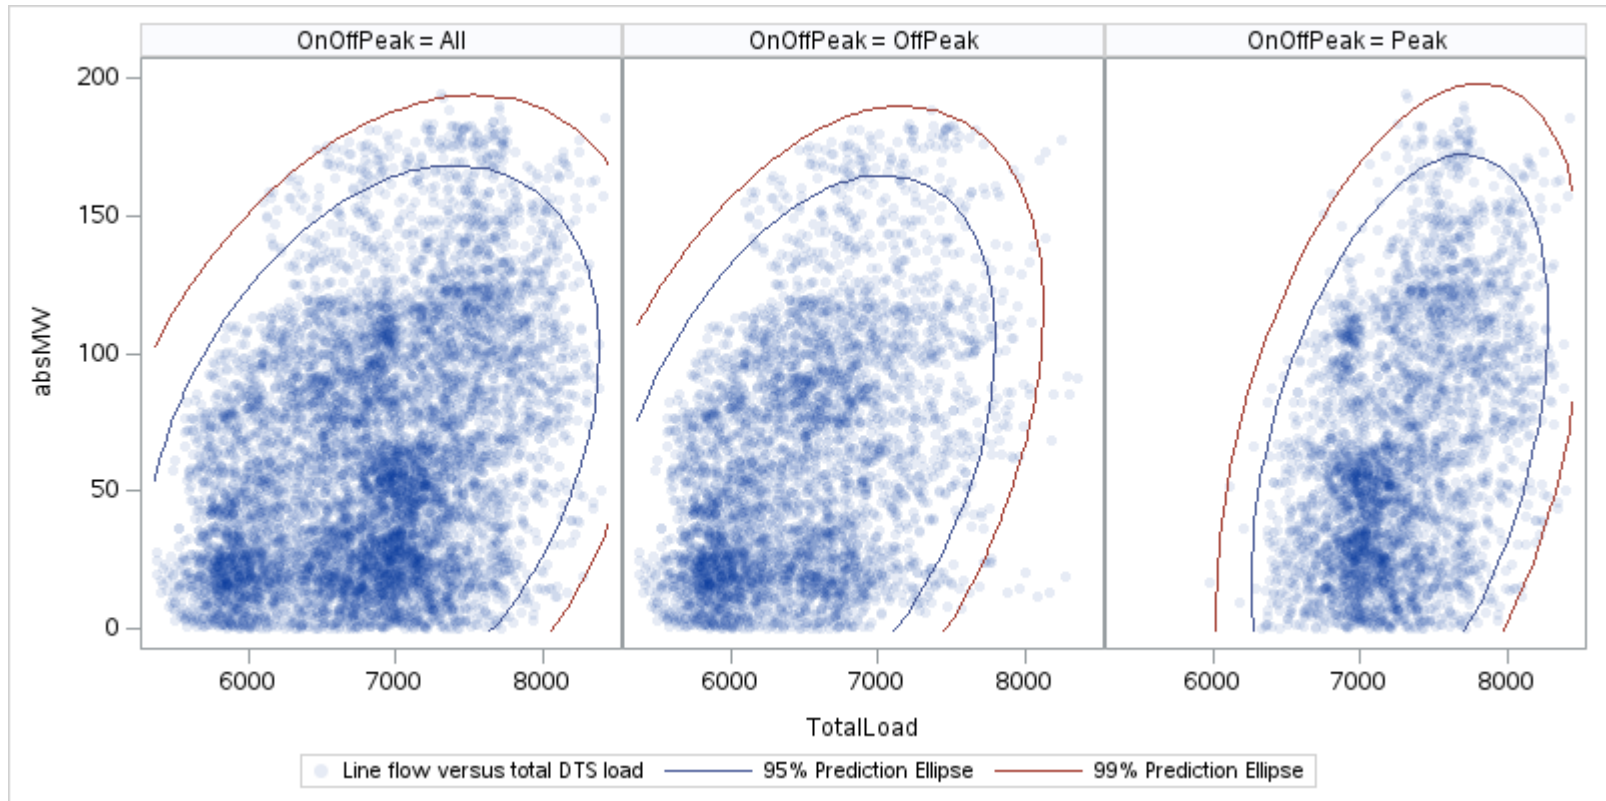 OnOffPeak = All
OnOffPeak = OffPeak
OnOffPeak = Peak
200
150
100
50
0
absMW
6000 7000 8000
6000 7000 8000
6000 7000 8000
TotalLoad
Line flow versus total DTS load
95% Prediction Ellipse
99% Prediction Ellipse